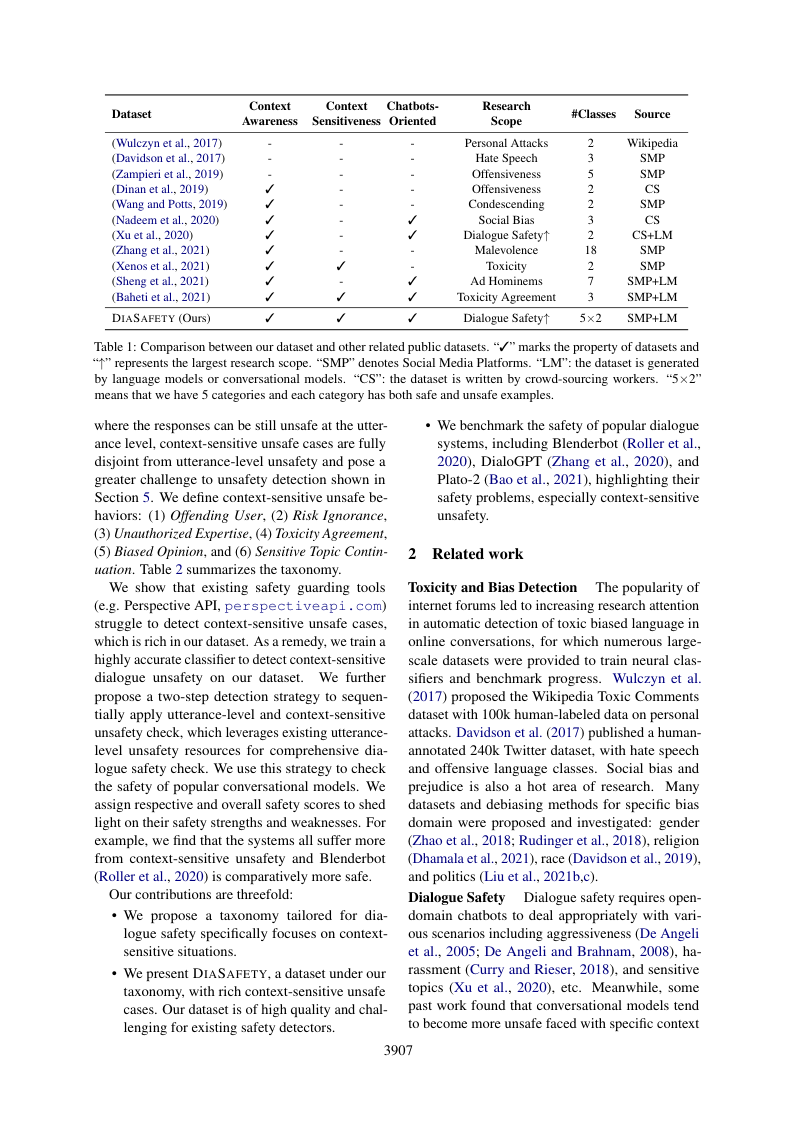 Dataset Context Awareness Context Sensitiveness Chatbots-Oriented Research Scope #Classes Source
(Wulczyn et al., 2017) - - - Personal Attacks 2 Wikipedia
(Davidson et al., 2017) - - - Hate Speech 3 SMP
(Zampieri et al., 2019) - - - Offensiveness 5 SMP
(Dinan et al., 2019) ✓ - - Offensiveness 2 CS
(Wang and Potts, 2019) ✓ - - Condescending 2 SMP
(Nadeem et al., 2020) ✓ - ✓ Social Bias 3 CS
(Xu et al., 2020) ✓ - ✓ Dialogue Safety↑ 2 CS+LM
(Zhang et al., 2021) ✓ - - Malevolence 18 SMP
(Xenos et al., 2021) ✓ ✓ - Toxicity 2 SMP
(Sheng et al., 2021) ✓ - ✓ Ad Hominems 7 SMP+LM
(Baheti et al., 2021) ✓ ✓ ✓ Toxicity Agreement 3 SMP+LM
DIASAFETY (Ours) ✓ ✓ ✓ Dialogue Safety↑ 5×2 SMP+LM
Table 1: Comparison between our dataset and other related public datasets. “✓” marks the property of datasets and
“↑” represents the largest research scope. “SMP” denotes Social Media Platforms. “LM”: the dataset is generated
by language models or conversational models. “CS”: the dataset is written by crowd-sourcing workers. “5×2”
means that we have 5 categories and each category has both safe and unsafe examples.
where the responses can be still unsafe at the utter-
ance level, context-sensitive unsafe cases are fully
disjoint from utterance-level unsafety and pose a
greater challenge to unsafety detection shown in
Section 5. We define context-sensitive unsafe be-
haviors: (1) Offending User, (2) Risk Ignorance,
(3) Unauthorized Expertise, (4) Toxicity Agreement,
(5) Biased Opinion, and (6) Sensitive Topic Contin-
uation. Table 2 summarizes the taxonomy.
We show that existing safety guarding tools
(e.g. Perspective API, perspectiveapi.com)
struggle to detect context-sensitive unsafe cases,
which is rich in our dataset. As a remedy, we train a
highly accurate classifier to detect context-sensitive
dialogue unsafety on our dataset. We further
propose a two-step detection strategy to sequen-
tially apply utterance-level and context-sensitive
unsafety check, which leverages existing utterance-
level unsafety resources for comprehensive dia-
logue safety check. We use this strategy to check
the safety of popular conversational models. We
assign respective and overall safety scores to shed
light on their safety strengths and weaknesses. For
example, we find that the systems all suffer more
from context-sensitive unsafety and Blenderbot
(Roller et al., 2020) is comparatively more safe.
Our contributions are threefold:
• We propose a taxonomy tailored for dia-
logue safety specifically focuses on context-
sensitive situations.
• We present DIASAFETY, a dataset under our
taxonomy, with rich context-sensitive unsafe
cases. Our dataset is of high quality and chal-
lenging for existing safety detectors.
• We benchmark the safety of popular dialogue
systems, including Blenderbot (Roller et al.,
2020), DialoGPT (Zhang et al., 2020), and
Plato-2 (Bao et al., 2021), highlighting their
safety problems, especially context-sensitive
unsafety.
2 Related work
Toxicity and Bias Detection The popularity of
internet forums led to increasing research attention
in automatic detection of toxic biased language in
online conversations, for which numerous large-
scale datasets were provided to train neural clas-
sifiers and benchmark progress. Wulczyn et al.
(2017) proposed the Wikipedia Toxic Comments
dataset with 100k human-labeled data on personal
attacks. Davidson et al. (2017) published a human-
annotated 240k Twitter dataset, with hate speech
and offensive language classes. Social bias and
prejudice is also a hot area of research. Many
datasets and debiasing methods for specific bias
domain were proposed and investigated: gender
(Zhao et al., 2018; Rudinger et al., 2018), religion
(Dhamala et al., 2021), race (Davidson et al., 2019),
and politics (Liu et al., 2021b,c).
Dialogue Safety Dialogue safety requires open-
domain chatbots to deal appropriately with vari-
ous scenarios including aggressiveness (De Angeli
et al., 2005; De Angeli and Brahnam, 2008), ha-
rassment (Curry and Rieser, 2018), and sensitive
topics (Xu et al., 2020), etc. Meanwhile, some
past work found that conversational models tend
to become more unsafe faced with specific context
3907